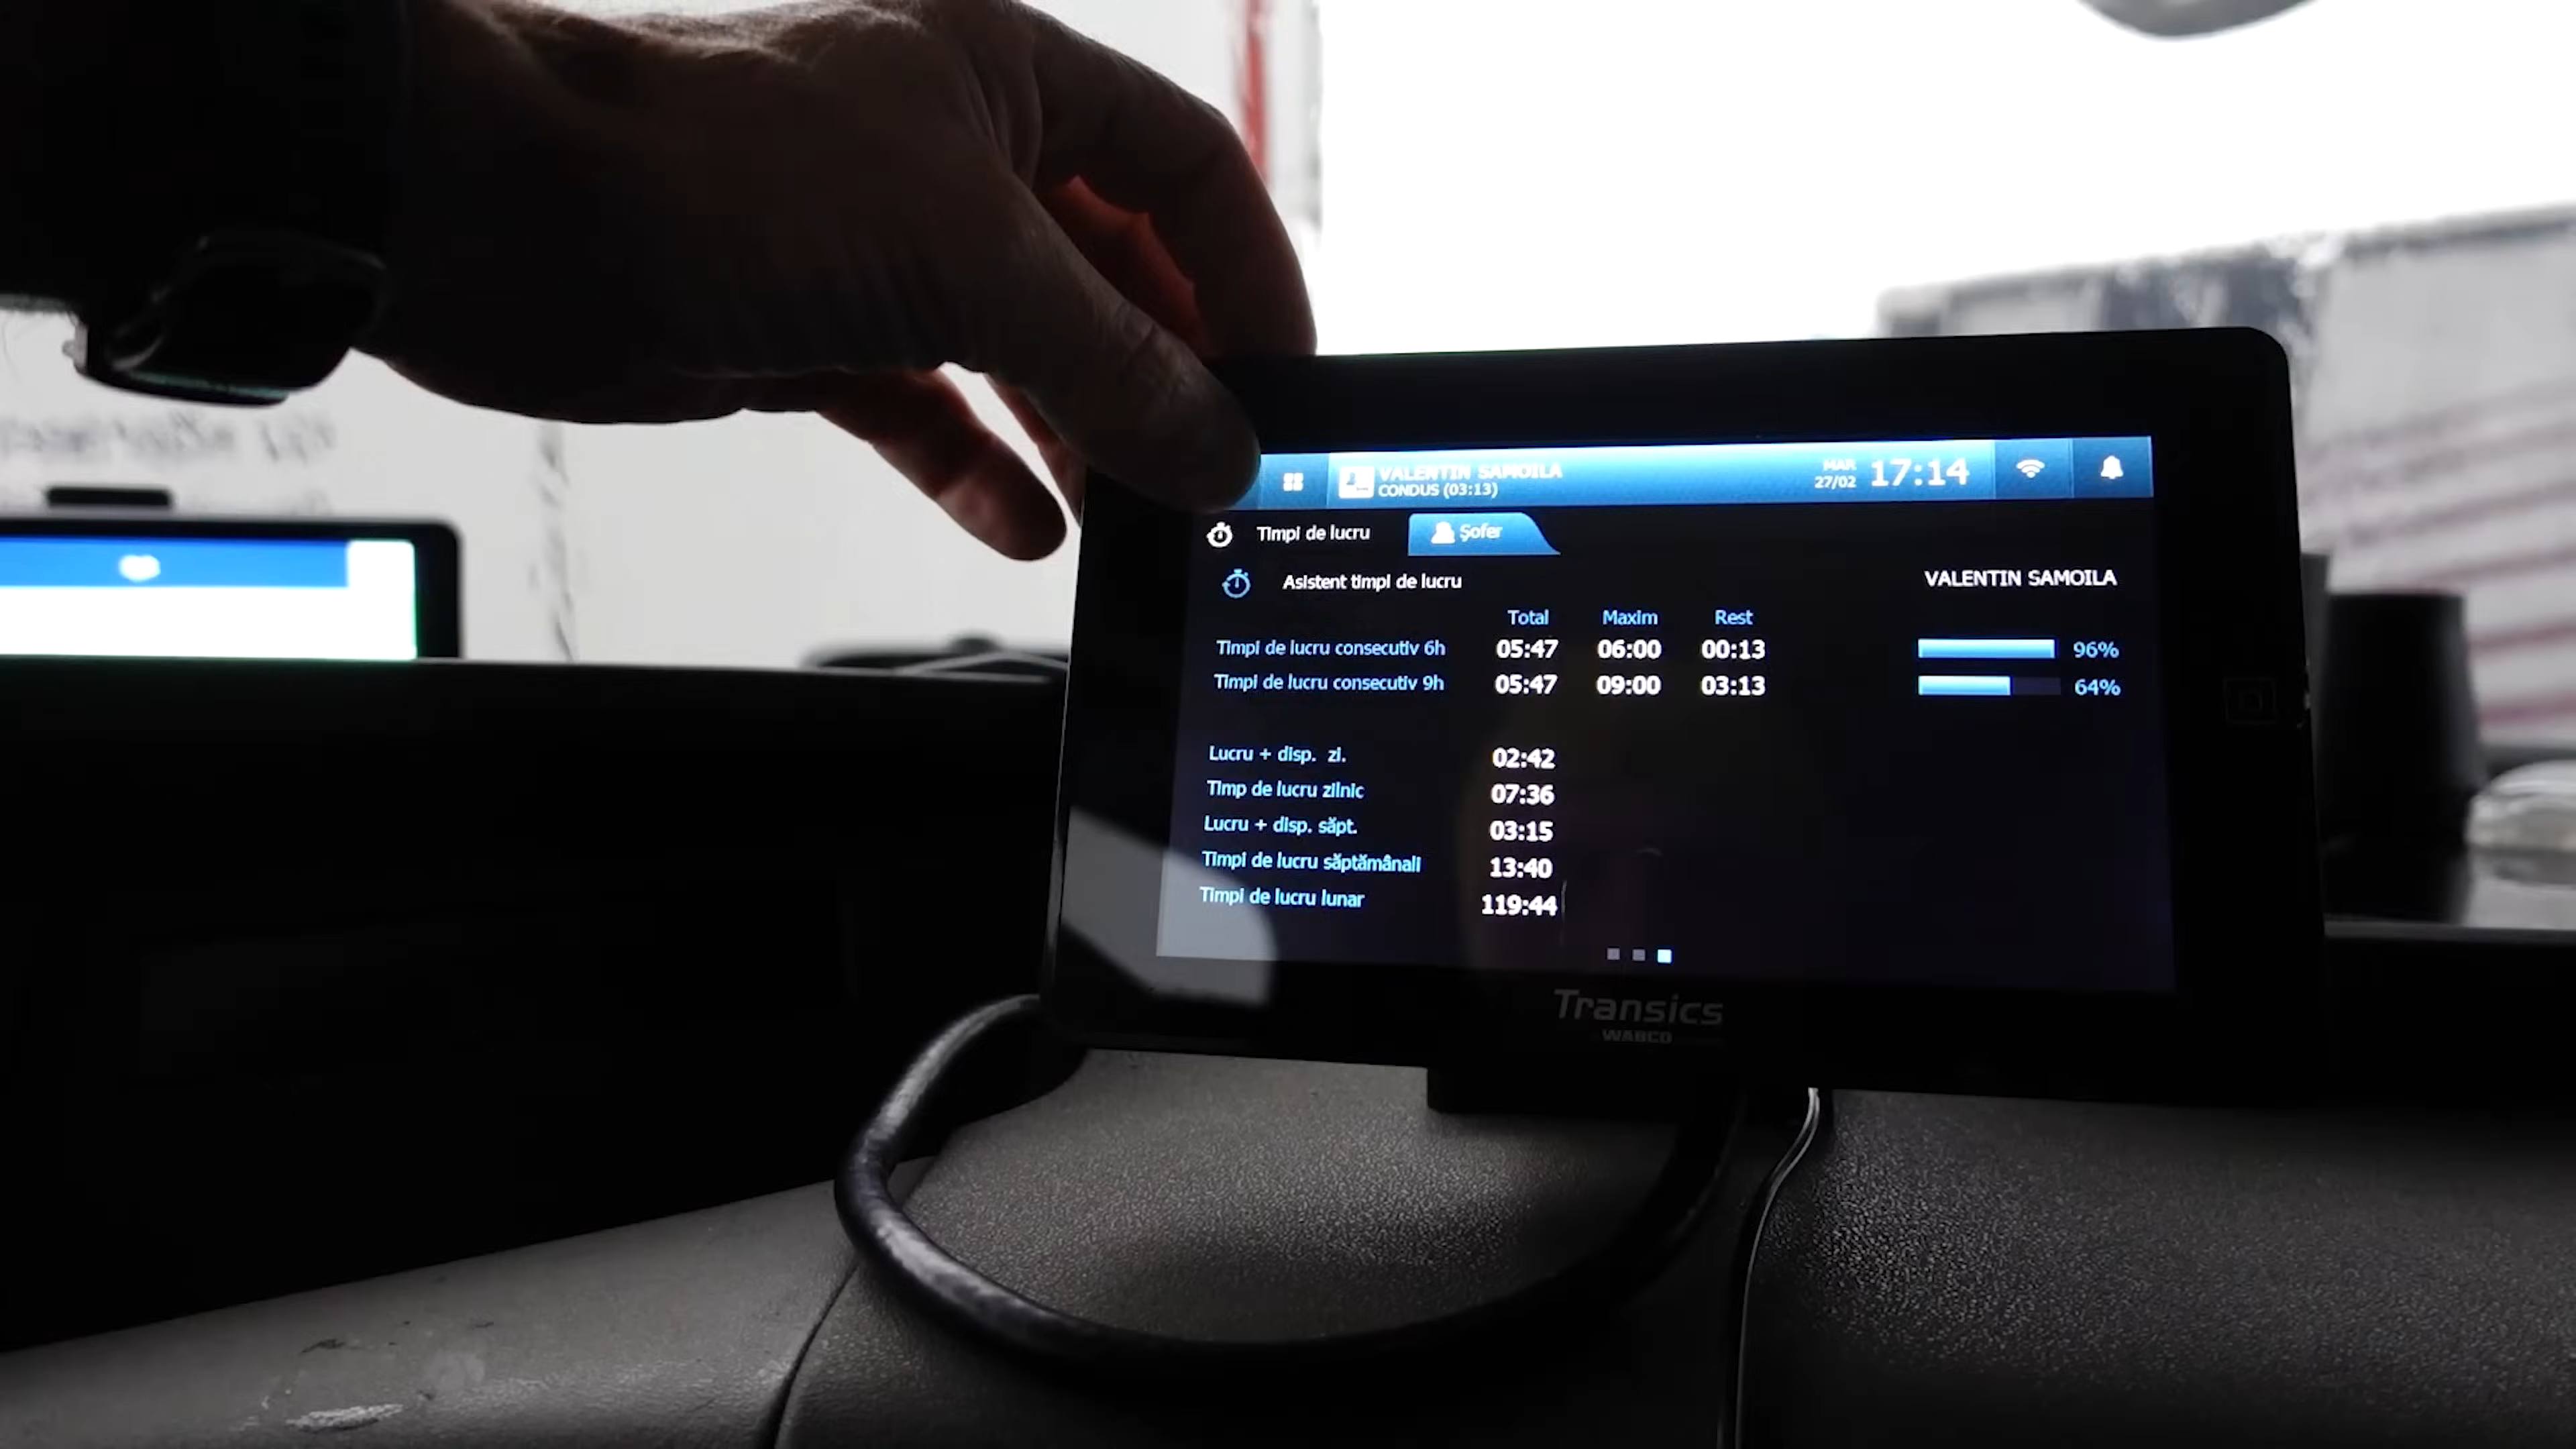 VALENTIN SAMOILA
CONDUS (03:13)
MAR
27/02
17:14
Timpi de lucru
Șofer
Asistent timpi de lucru
VALENTIN SAMOILA
Total Maxim Rest
Timpi de lucru consecutiv 6h 05:47 06:00 00:13 96%
Timpi de lucru consecutiv 9h 05:47 09:00 03:13 64%
Lucru + disp. zi. 02:42
Timp de lucru zilnic 07:36
Lucru + disp. săpt. 03:15
Timpi de lucru săptămânali 13:40
Timpi de lucru lunar 119:44
Transics
WABCO